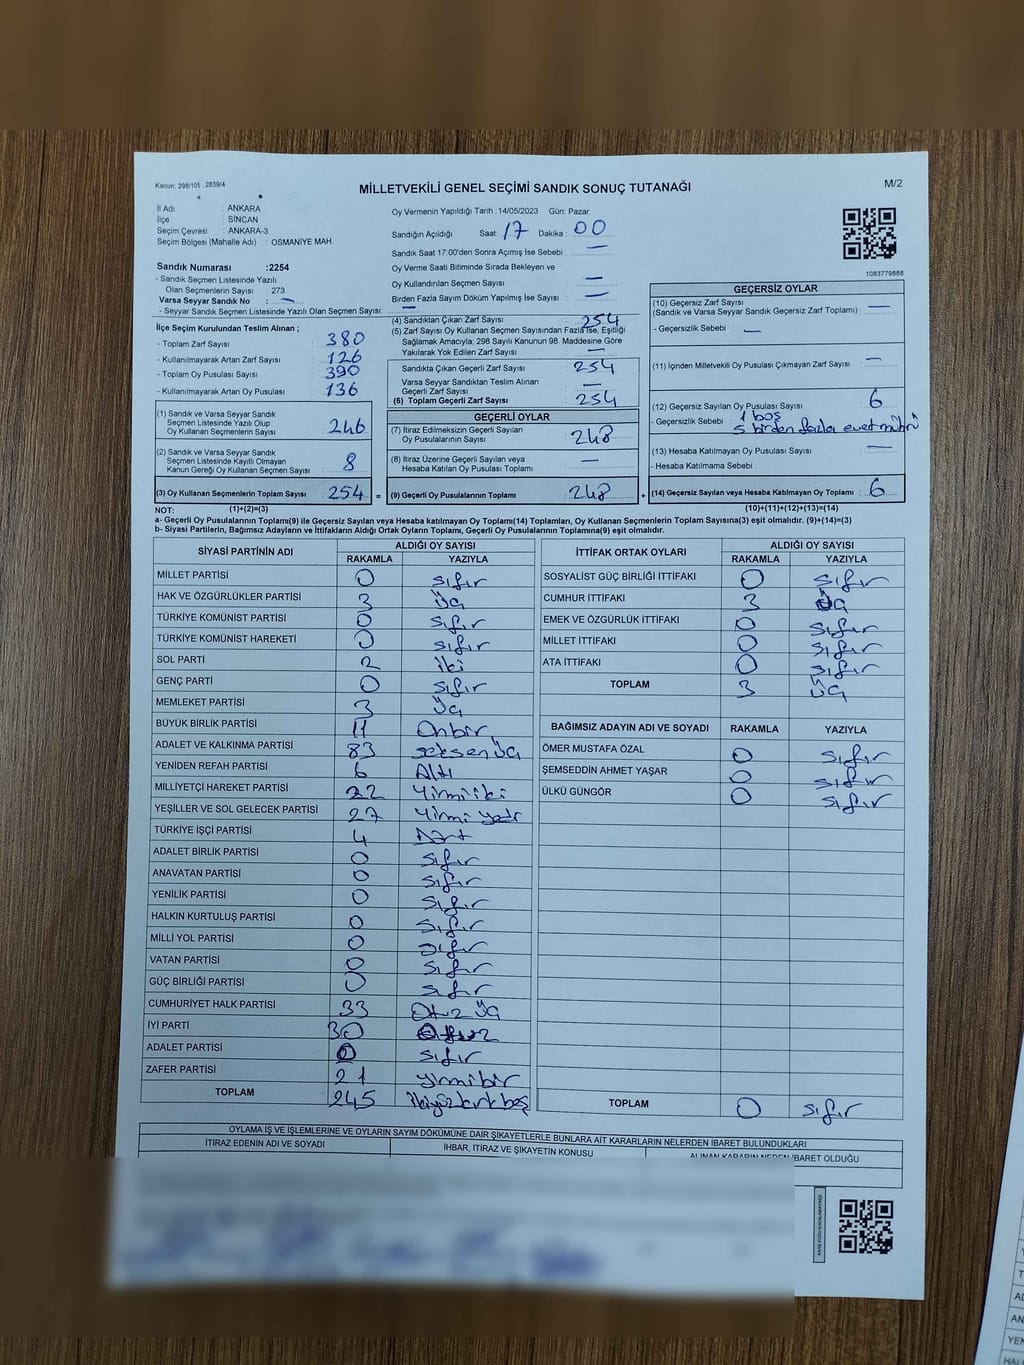 Kanun; 298/105 ; 2839/4
MİLLETVEKİLİ GENEL SEÇİMİ SANDIK SONUÇ TUTANAĞI
M/2
İl Adı : ANKARA
İlçe : SİNCAN
Seçim Çevresi : ANKARA-3
Seçim Bölgesi (Mahalle Adı) : OSMANİYE MAH.
Sandık Numarası :2254
- Sandık Seçmen Listesinde Yazılı
Olan Seçmenlerin Sayısı : 273
Varsa Seyyar Sandık No : —
- Seyyar Sandık Seçmen Listesinde Yazılı Olan Seçmen Sayısı: —
İlçe Seçim Kurulundan Teslim Alınan ;
- Toplam Zarf Sayısı 380
- Kullanılmayarak Artan Zarf Sayısı 126
- Toplam Oy Pusulası Sayısı 390
- Kullanılmayarak Artan Oy Pusulası 136
(1) Sandık ve Varsa Seyyar Sandık
Seçmen Listesinde Yazılı Olup
Oy Kullanan Seçmenlerin Sayısı 246
(2) Sandık ve Varsa Seyyar Sandık
Seçmen Listesinde Kayıtlı Olmayan
Kanun Gereği Oy Kullanan Seçmen Sayısı 8
(3) Oy Kullanan Seçmenlerin Toplam Sayısı 254 =
Oy Vermenin Yapıldığı Tarih :14/05/2023 Gün: Pazar
Sandığın Açıldığı Saat: 17 Dakika : 00
Sandık Saat 17:00'den Sonra Açımış İse Sebebi : —
Oy Verme Saati Bitiminde Sırada Bekleyen ve
Oy Kullandırılan Seçmen Sayısı : —
Birden Fazla Sayım Döküm Yapılmış İse Sayısı : —
(4) Sandıktan Çıkan Zarf Sayısı : 254
(5) Zarf Sayısı Oy Kullanan Seçmen Sayısından Fazla İse, Eşitliği
Sağlamak Amacıyla; 298 Sayılı Kanunun 98. Maddesine Göre
Yakılarak Yok Edilen Zarf Sayısı : —
Sandıkta Çıkan Geçerli Zarf Sayısı 254
Varsa Seyyar Sandıktan Teslim Alınan
Geçerli Zarf Sayısı —
(6) Toplam Geçerli Zarf Sayısı 254
GEÇERLİ OYLAR
(7) İtiraz Edilmeksizin Geçerli Sayılan
Oy Pusulalarının Sayısı 248
(8) İtiraz Üzerine Geçerli Sayılan veya
Hesaba Katılan Oy Pusulası Toplamı —
(9) Geçerli Oy Pusulalarının Toplamı 248 +
1083779888
GEÇERSİZ OYLAR
(10) Geçersiz Zarf Sayısı —
(Sandık ve Varsa Seyyar Sandık Geçersiz Zarf Toplamı) :
- Geçersizlik Sebebi : —
(11) İçinden Milletvekili Oy Pusulası Çıkmayan Zarf Sayısı : —
(12) Geçersiz Sayılan Oy Pusulası Sayısı : 6
- Geçersizlik Sebebi : 1 boş
5 birden fazla evet mührü
(13) Hesaba Katılmayan Oy Pusulası Sayısı : —
- Hesaba Katılmama Sebebi :
(14) Geçersiz Sayılan veya Hesaba Katılmayan Oy Toplamı : 6
NOT: (1)+(2)=(3) (10)+(11)+(12)+(13)=(14)
a- Geçerli Oy Pusulalarının Toplamı(9) ile Geçersiz Sayılan veya Hesaba katılmayan Oy Toplamı(14) Toplamları, Oy Kullanan Seçmenlerin Toplam Sayısına(3) eşit olmalıdır. (9)+(14)=(3)
b- Siyasi Partilerin, Bağımsız Adayların ve İttifakların Aldığı Ortak Oyların Toplamı, Geçerli Oy Pusulalarının Toplamına(9) eşit olmalıdır.
SİYASİ PARTİNİN ADI ALDIĞI OY SAYISI
RAKAMLA YAZIYLA
MİLLET PARTİSİ 0 sıfır
HAK VE ÖZGÜRLÜKLER PARTİSİ 3 üç
TÜRKİYE KOMÜNİST PARTİSİ 0 sıfır
TÜRKİYE KOMÜNİST HAREKETİ 0 sıfır
SOL PARTİ 2 iki
GENÇ PARTİ 0 sıfır
MEMLEKET PARTİSİ 3 üç
BÜYÜK BİRLİK PARTİSİ 11 Onbir
ADALET VE KALKINMA PARTİSİ 83 seksen üç
YENİDEN REFAH PARTİSİ 6 Altı
MİLLİYETÇİ HAREKET PARTİSİ 22 Yirmi iki
YEŞİLLER VE SOL GELECEK PARTİSİ 27 Yirmi yedi
TÜRKİYE İŞÇİ PARTİSİ 4 Dört
ADALET BİRLİK PARTİSİ 0 sıfır
ANAVATAN PARTİSİ 0 sıfır
YENİLİK PARTİSİ 0 sıfır
HALKIN KURTULUŞ PARTİSİ 0 sıfır
MİLLİ YOL PARTİSİ 0 sıfır
VATAN PARTİSİ 0 sıfır
GÜÇ BİRLİĞİ PARTİSİ 0 sıfır
CUMHURİYET HALK PARTİSİ 33 Otuz üç
İYİ PARTİ 30 Otuz
ADALET PARTİSİ 0 sıfır
ZAFER PARTİSİ 21 yirmibir
TOPLAM 245 ikiyüzkırkbeş
İTTİFAK ORTAK OYLARI ALDIĞI OY SAYISI
RAKAMLA YAZIYLA
SOSYALİST GÜÇ BİRLİĞİ İTTİFAKI 0 sıfır
CUMHUR İTTİFAKI 3 üç
EMEK VE ÖZGÜRLÜK İTTİFAKI 0 sıfır
MİLLET İTTİFAKI 0 sıfır
ATA İTTİFAKI 0 sıfır
TOPLAM 3 üç
BAĞIMSIZ ADAYIN ADI VE SOYADI RAKAMLA YAZIYLA
ÖMER MUSTAFA ÖZAL 0 sıfır
ŞEMSEDDİN AHMET YAŞAR 0 sıfır
ÜLKÜ GÜNGÖR 0 sıfır
TOPLAM 0 sıfır
OYLAMA İŞ VE İŞLEMLERİNE VE OYLARIN SAYIM DÖKÜMÜNE DAİR ŞİKAYETLERLE BUNLARA AİT KARARLARIN NELERDEN İBARET BULUNDUKLARI
İTİRAZ EDENİN ADI VE SOYADI İHBAR, İTİRAZ VE ŞİKAYETİN KONUSU ALINAN KARARIN NEDEN İBARET OLDUĞU